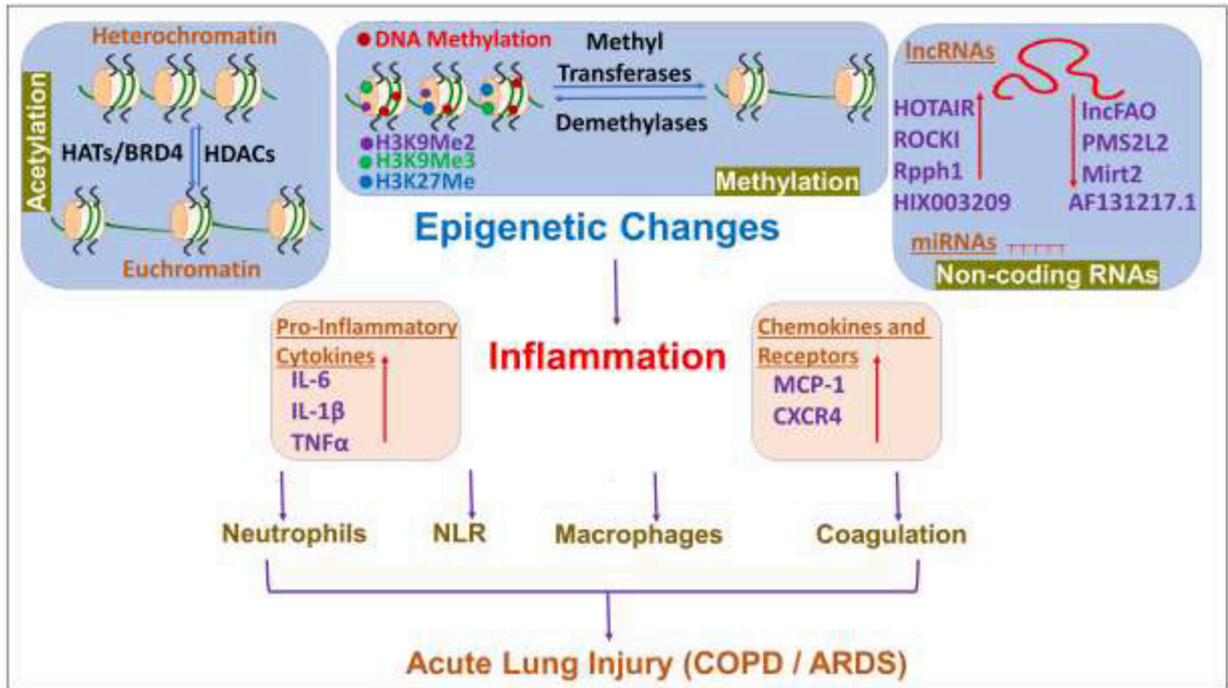 Acetylation
Heterochromatin
HATs/BRD4 HDACs
Euchromatin
DNA Methylation
Methyl
Transferases
Demethylases
H3K9Me2
H3K9Me3
H3K27Me
Methylation
lncRNAs
HOTAIR
ROCKI
Rpph1
HIX003209
lncFAO
PMS2L2
Mirt2
AF131217.1
miRNAs
Non-coding RNAs
Epigenetic Changes
Pro-Inflammatory
Cytokines
IL-6
IL-1β
TNFα
Inflammation
Chemokines and
Receptors
MCP-1
CXCR4
Neutrophils NLR Macrophages Coagulation
Acute Lung Injury (COPD / ARDS)